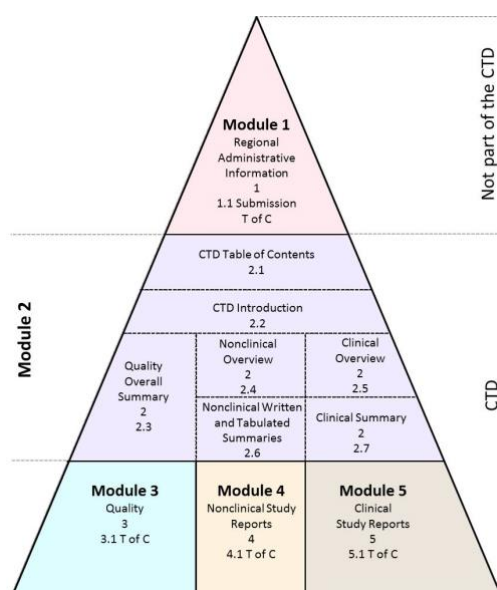 Module 1
Regional
Administrative
Information
1
1.1 Submission
T of C
Not part of the CTD
Module 2
CTD Table of Contents
2.1
CTD Introduction
2.2
Quality
Overall
Summary
2
2.3
Nonclinical
Overview
2
2.4
Clinical
Overview
2
2.5
Nonclinical Written
and Tabulated
Summaries
2.6
Clinical Summary
2
2.7
CTD
Module 3
Quality
3
3.1 T of C
Module 4
Nonclinical Study
Reports
4
4.1 T of C
Module 5
Clinical
Study Reports
5
5.1 T of C